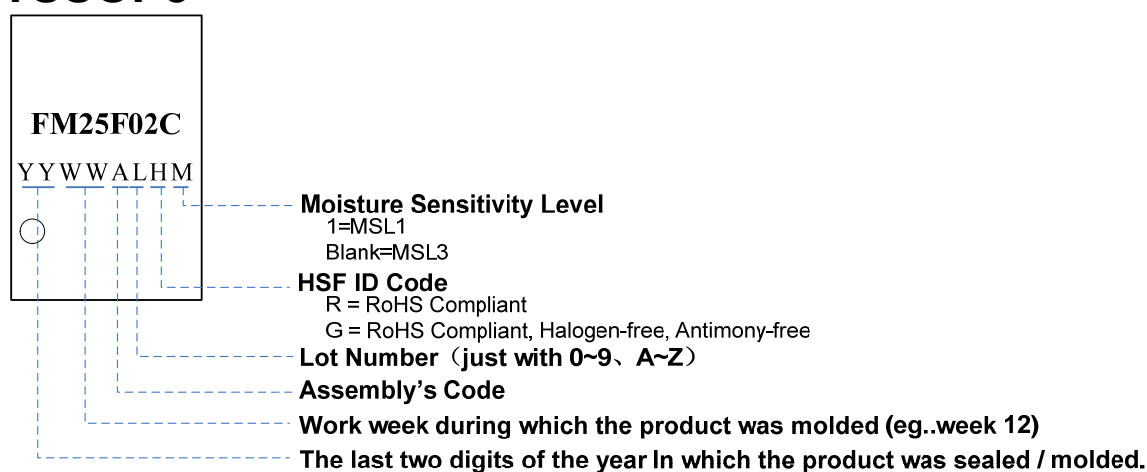 FM25F02C
YYWWALHM
Moisture Sensitivity Level
1=MSL1
Blank=MSL3
HSF ID Code
R = RoHS Compliant
G = RoHS Compliant, Halogen-free, Antimony-free
Lot Number（just with 0~9、A~Z）
Assembly's Code
Work week during which the product was molded (eg..week 12)
The last two digits of the year In which the product was sealed / molded.